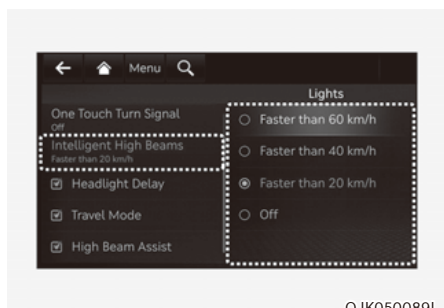 Menu
Lights
One Touch Turn Signal
Off
Intelligent High Beams
Faster than 20 km/h
Headlight Delay
Travel Mode
High Beam Assist
Faster than 60 km/h
Faster than 40 km/h
Faster than 20 km/h
Off
OJK050089L